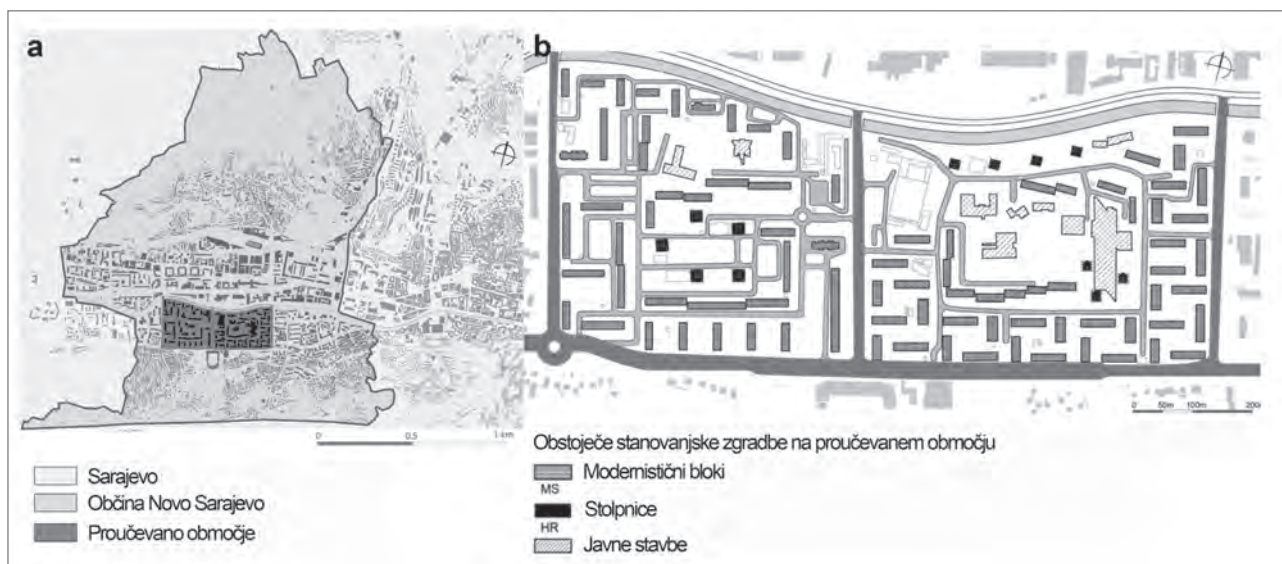 a
b
0 0,5 1 km
0 50m 100m 200
Sarajevo
Občina Novo Sarajevo
Proučevano območje
Obstoječe stanovanjske zgradbe na proučevanem območju
Modernistični bloki
MS
Stolpnice
HR
Javne stavbe